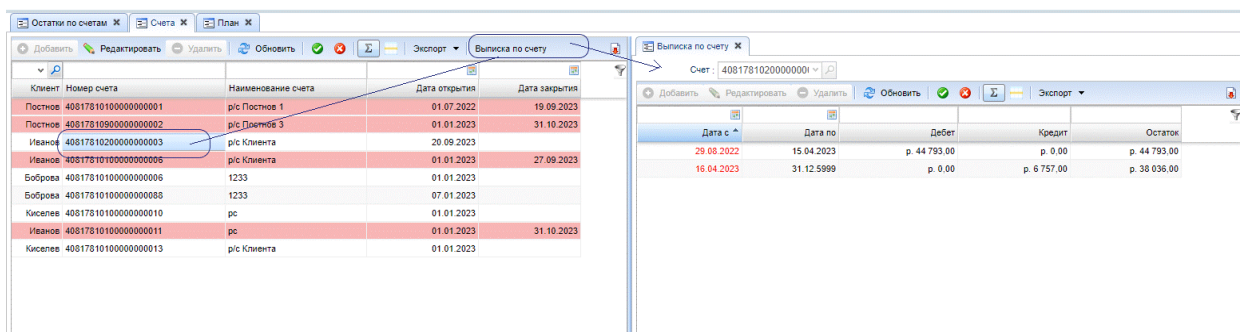 Остатки по счетам Счета План
Добавить Редактировать Удалить Обновить Σ Экспорт Выписка по счету
Клиент Номер счета Наименование счета Дата открытия Дата закрытия
Постнов 40817810100000000001 р/с Постнов 1 01.07.2022 19.09.2023
Постнов 40817810900000000002 р/с Постнов 3 01.01.2023 31.10.2023
Иванов 40817810200000000003 р/с Клиента 20.09.2023
Иванов 40817810100000000006 р/с Клиента 01.01.2023 27.09.2023
Боброва 40817810100000000006 1233 01.01.2023
Боброва 40817810100000000088 1233 07.01.2023
Киселев 40817810100000000010 рс 01.01.2023
Иванов 40817810100000000011 рс 01.01.2023 31.10.2023
Киселев 40817810100000000013 р/с Клиента 01.01.2023
Выписка по счету
Счет : 408178102000000
Добавить Редактировать Удалить Обновить Σ Экспорт
Дата с Дата по Дебет Кредит Остаток
29.08.2022 15.04.2023 р. 44 793,00 р. 0,00 р. 44 793,00
16.04.2023 31.12.5999 р. 0,00 р. 6 757,00 р. 38 036,00